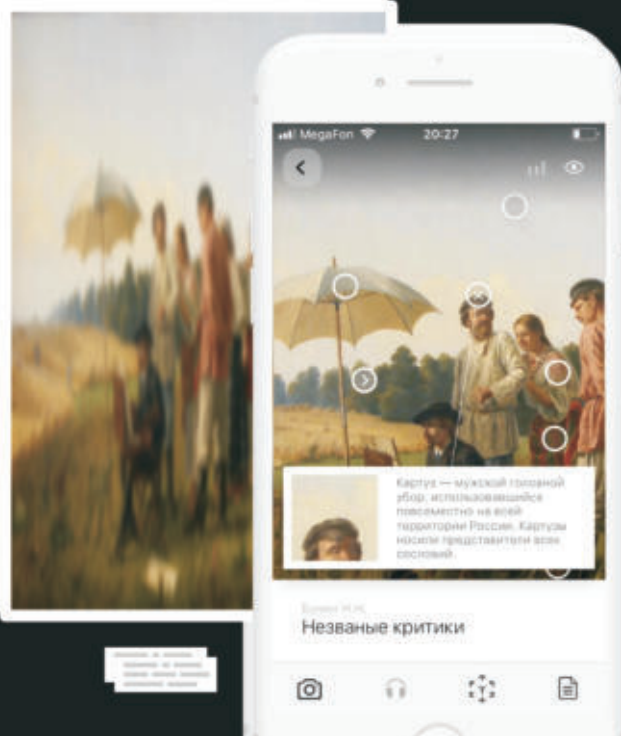 MegaFon
20:27
Картуз — мужской головной
убор, использовавшийся
повсеместно на всей
территории России. Картузы
носили представители всех
сословий.
Незваные критики